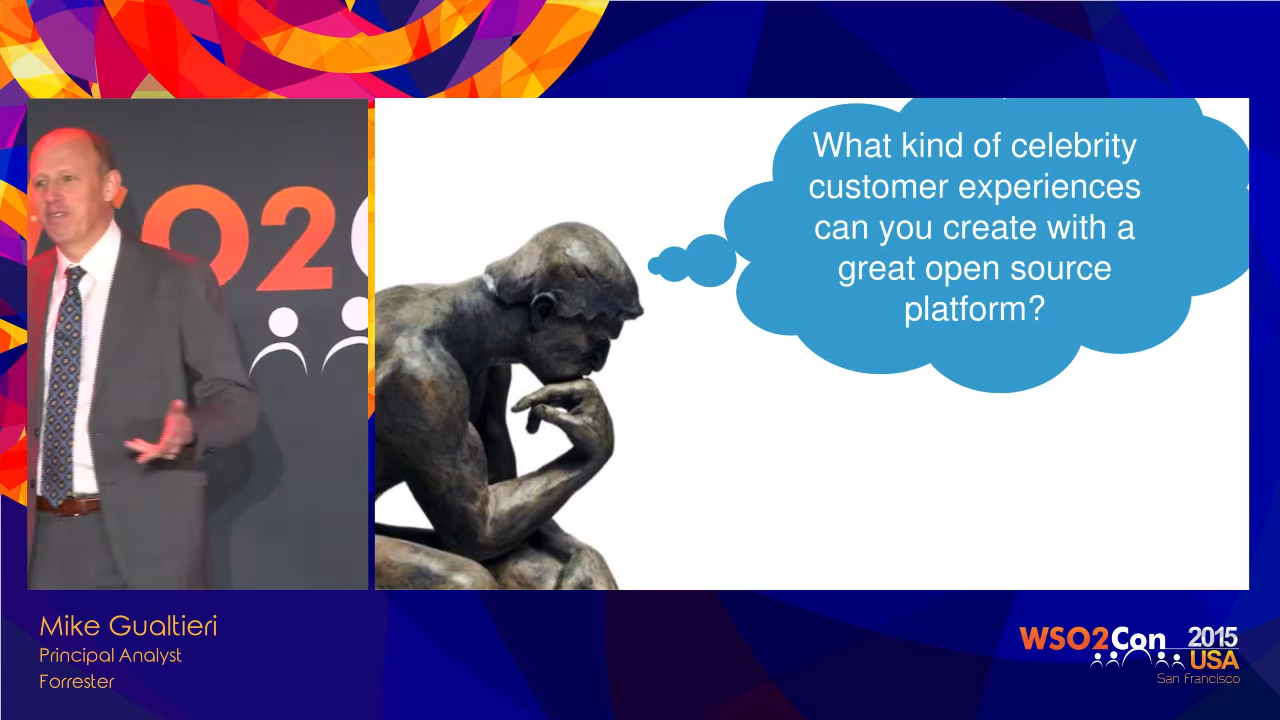 SO2
What kind of celebrity
customer experiences
can you create with a
great open source
platform?
Mike Gualtieri
Principal Analyst
Forrester
WSO2Con 2015
USA
San Francisco